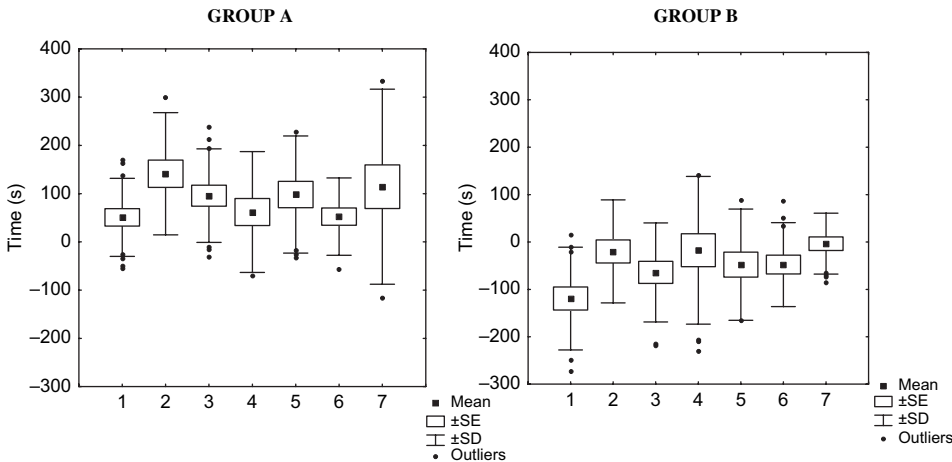 GROUP A
400
300
200
100
0
–100
–200
–300
Time (s)
1 2 3 4 5 6 7
Mean
±SE
±SD
Outliers
GROUP B
400
300
200
100
0
–100
–200
–300
Time (s)
1 2 3 4 5 6 7
Mean
±SE
±SD
Outliers